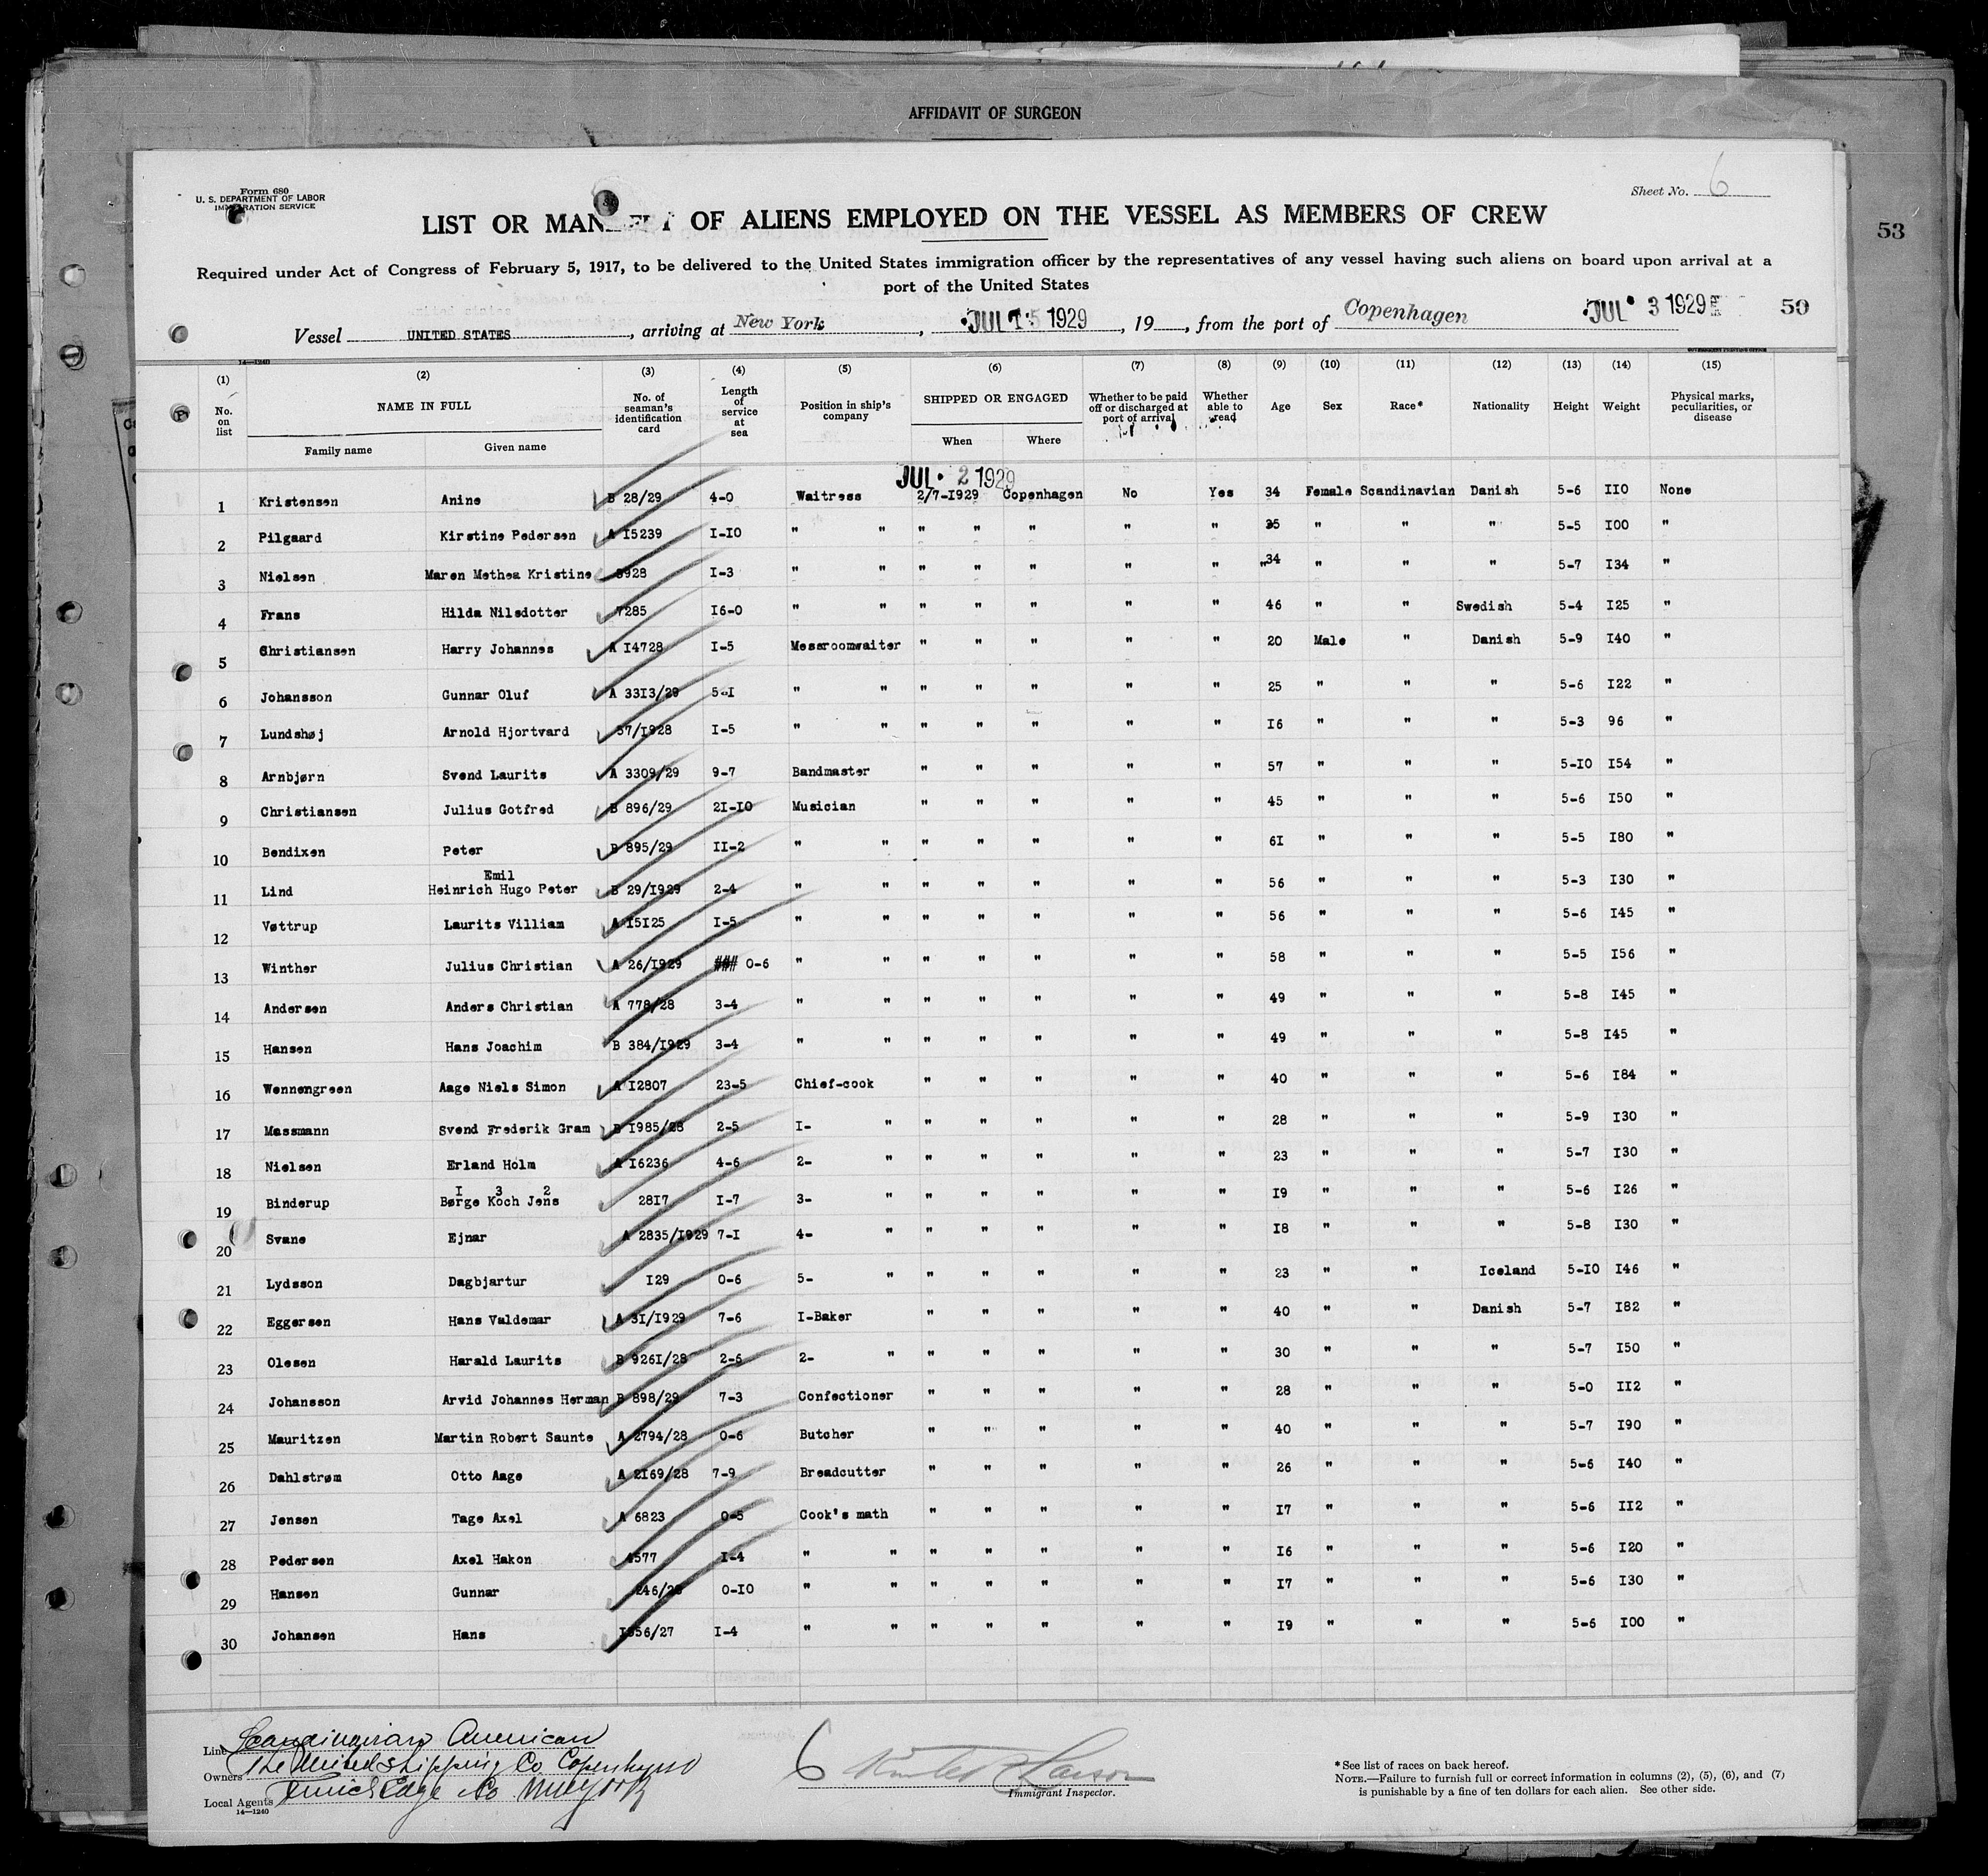 AFFIDAVIT OF SURGEON
Form 680
U. S. DEPARTMENT OF LABOR
IMMIGRATION SERVICE
Sheet No. 6
LIST OR MANIFEST OF ALIENS EMPLOYED ON THE VESSEL AS MEMBERS OF CREW
53
Required under Act of Congress of February 5, 1917, to be delivered to the United States immigration officer by the representatives of any vessel having such aliens on board upon arrival at a
port of the United States
Vessel UNITED STATES, arriving at New York, JUL 15 1929, 19__, from the port of Copenhagen JUL 3 1929 50
14—1240
(1) (2) (3) (4) (5) (6) (7) (8) (9) (10) (11) (12) (13) (14) (15)
No. on list NAME IN FULL Family name Given name No. of seaman's identification card Length of service at sea Position in ship's company SHIPPED OR ENGAGED When Where Whether to be paid off or discharged at port of arrival Whether able to read Age Sex Race* Nationality Height Weight Physical marks, peculiarities, or disease
JUL 2 1929
1 Kristensen Anine B 28/29 4-0 Waitress 2/7-1929 Copenhagen No Yes 34 Female Scandinavian Danish 5-6 110 None
2 Pilgaard Kirstine Pedersen A 15239 1-10 " " " " " " " 35 " " " 5-5 100 "
3 Nielsen Maren Methea Kristine 8928 1-3 " " " " " " " 34 " " " 5-7 134 "
4 Frans Hilda Nilsdotter 7285 16-0 " " " " " " " 46 " " Swedish 5-4 125 "
5 Christiansen Harry Johannes A 14728 1-5 Messroomwaiter " " " " " 20 Male " Danish 5-9 140 "
6 Johansson Gunnar Oluf A 3313/29 5-1 " " " " " " " 25 " " " 5-6 122 "
7 Lundshøj Arnold Hjortvard 57/1928 1-5 " " " " " " " 16 " " " 5-3 96 "
8 Arnbjørn Svend Laurits A 3309/29 9-7 Bandmaster " " " " " 57 " " " 5-10 154 "
9 Christiansen Julius Gotfred B 896/29 21-10 Musician " " " " " 45 " " " 5-6 150 "
10 Bendixen Peter B 895/29 11-2 " " " " " " " 61 " " " 5-5 180 "
Emil
11 Lind Heinrich Hugo Peter B 29/1929 2-4 " " " " " " " 56 " " " 5-3 130 "
12 Vøttrup Laurits Villiam A 15125 1-5 " " " " " " " 56 " " " 5-6 145 "
13 Winther Julius Christian A 26/1929 ### 0-6 " " " " " " " 58 " " " 5-5 156 "
14 Andersen Anders Christian A 778/28 3-4 " " " " " " " 49 " " " 5-8 145 "
15 Hansen Hans Joachim B 384/1929 3-4 " " " " " " " 49 " " " 5-8 145 "
16 Wennengreen Aage Niels Simon A 12807 23-5 Chief-cook " " " " " 40 " " " 5-6 184 "
17 Massmann Svend Frederik Gram B 1985/28 2-5 1- " " " " " " 28 " " " 5-9 130 "
18 Nielsen Erland Holm A 16236 4-6 2- " " " " " " 23 " " " 5-7 130 "
1 3 2
19 Binderup Børge Koch Jens 2817 1-7 3- " " " " " " 19 " " " 5-6 126 "
20 Svane Ejnar A 2835/1929 7-1 4- " " " " " " 18 " " " 5-8 130 "
21 Lydsson Dagbjartur 129 0-6 5- " " " " " " 23 " " Iceland 5-10 146 "
22 Eggersen Hans Valdemar A 31/1929 7-6 1-Baker " " " " " 40 " " Danish 5-7 182 "
23 Olesen Harald Laurits B 9261/28 2-6 2- " " " " " " 30 " " " 5-7 150 "
24 Johansson Arvid Johannes Herman B 898/29 7-3 Confectioner " " " " " 28 " " " 5-0 112 "
25 Mauritzen Martin Robert Saunte A 2794/28 0-6 Butcher " " " " " 40 " " " 5-7 190 "
26 Dahlstrøm Otto Aage A 2169/28 7-9 Breadcutter " " " " " 26 " " " 5-6 140 "
27 Jensen Tage Axel A 6823 0-5 Cook's math " " " " " 17 " " " 5-6 112 "
28 Pedersen Axel Hakon 4577 1-4 " " " " " " " 16 " " " 5-6 120 "
29 Hansen Gunnar 246/28 0-10 " " " " " " " 17 " " " 5-6 130 "
30 Johansen Hans 1356/27 1-4 " " " " " " " 19 " " " 5-6 100 "
Line Scandinavian American
Owners The United Shipping Co Copenhagen
Local Agents
14—1240
6
Immigrant Inspector.
*See list of races on back hereof.
NOTE.—Failure to furnish full or correct information in columns (2), (5), (6), and (7)
is punishable by a fine of ten dollars for each alien. See other side.